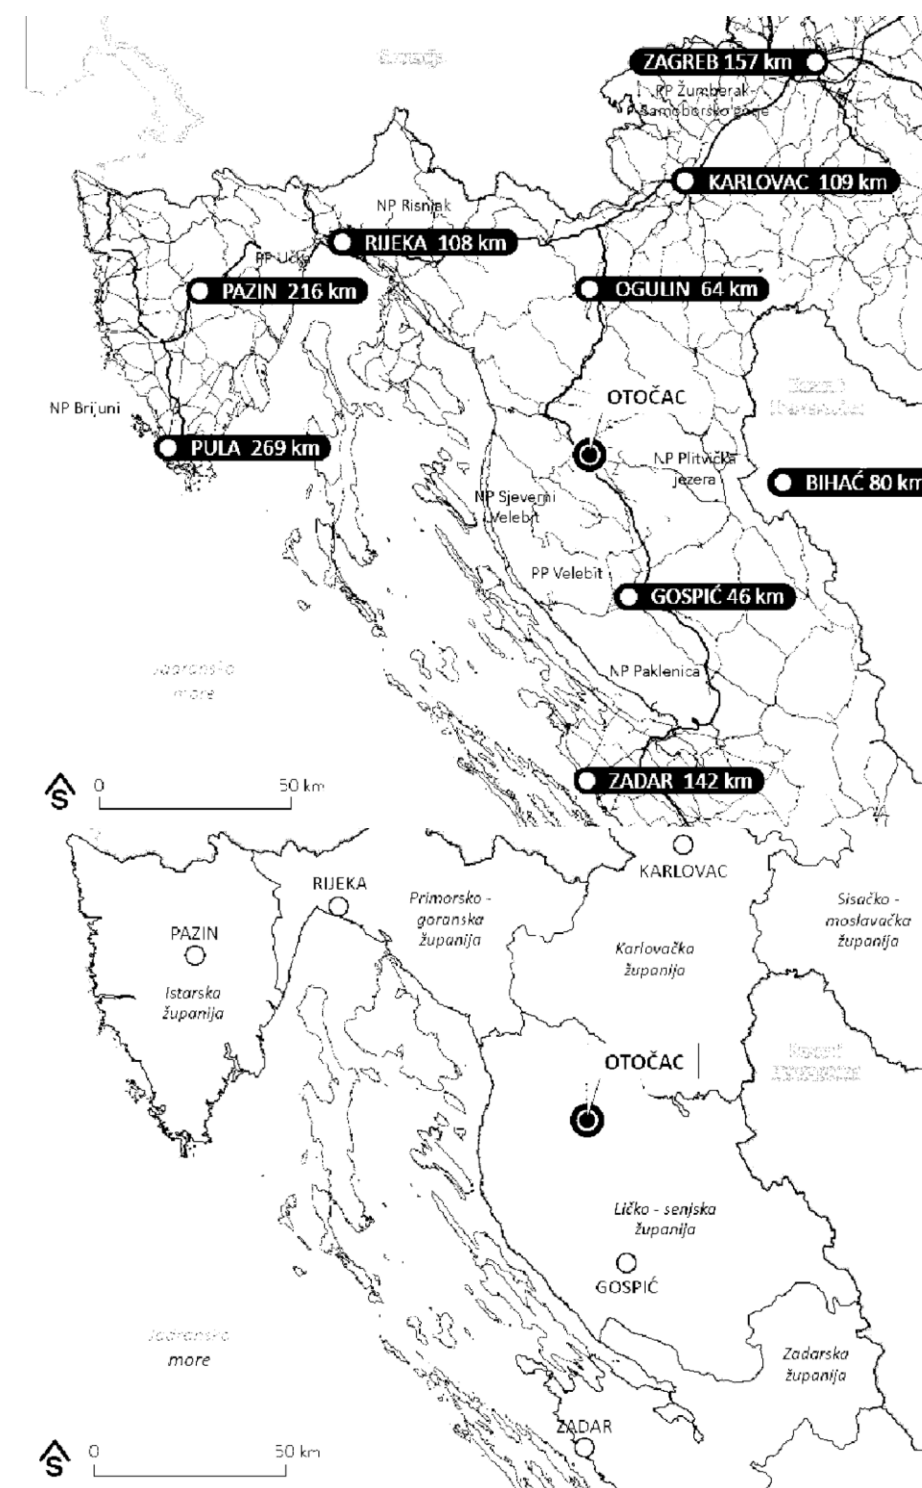 ZAGREB 157 km
PP Žumberak-
Samoborsko gorje
KARLOVAC 109 km
NP Risnjak
RIJEKA 108 km
PP Učka
PAZIN 216 km
OGULIN 64 km
OTOČAC
NP Brijuni
PULA 269 km
NP Plitvička
jezera
BIHAĆ 80 km
NP Sjeverni
Velebit
PP Velebit
GOSPIĆ 46 km
Jadransko
more
NP Paklenica
ZADAR 142 km
S
0
50 km
KARLOVAC
RIJEKA
Primorsko -
goranska
županija
Sisačko -
moslavačka
županija
PAZIN
Karlovačka
županija
Istarska
županija
OTOČAC
Ličko - senjska
županija
GOSPIĆ
Jadransko
more
Zadarska
županija
ZADAR
S
0
50 km